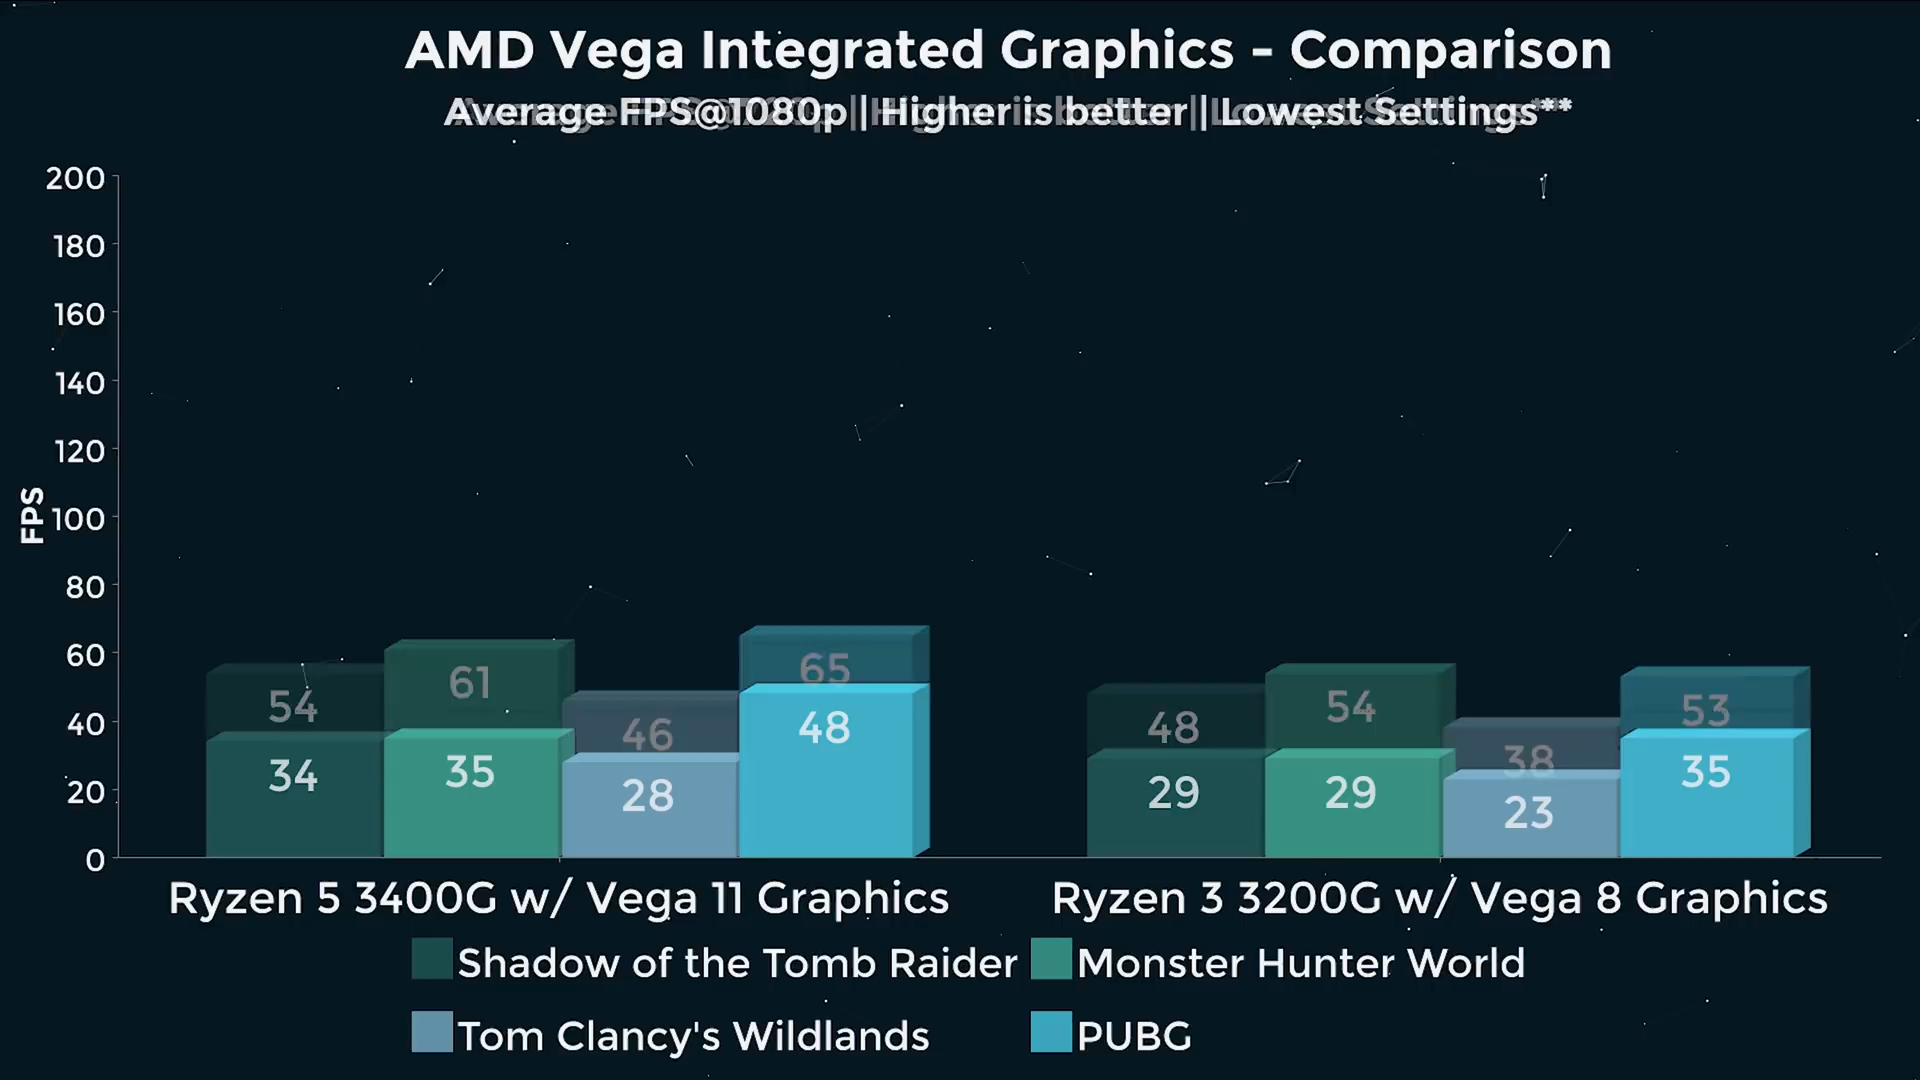 AMD Vega Integrated Graphics - Comparison
Average FPS@1080p || Higher is better || Lowest Settings**
200
180
160
140
120
100
80
60
40
20
0
FPS
54 61 46 65 48 54 38 53
34 35 28 48 29 29 23 35
Ryzen 5 3400G w/ Vega 11 Graphics Ryzen 3 3200G w/ Vega 8 Graphics
Shadow of the Tomb Raider Monster Hunter World
Tom Clancy's Wildlands PUBG